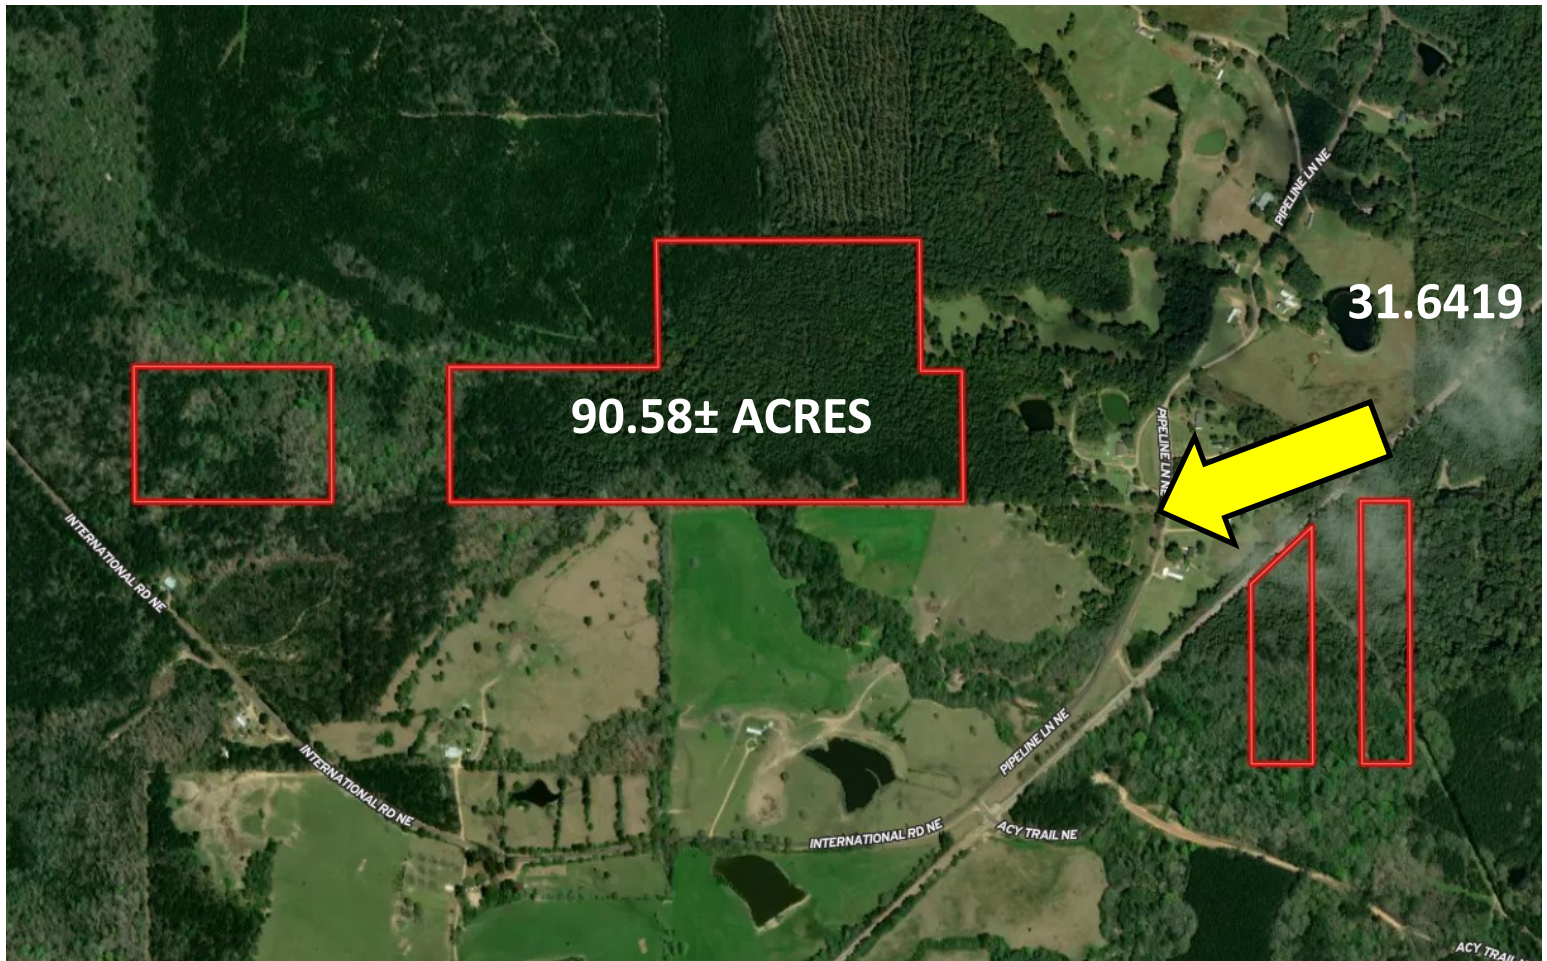 PIPELINE LN NE
31.6419
90.58± ACRES
PIPELINE LN NE
INTERNATIONAL RD NE
PIPELINE LN NE
INTERNATIONAL RD NE
INTERNATIONAL RD NE
ACY TRAIL NE
ACY TRAIL